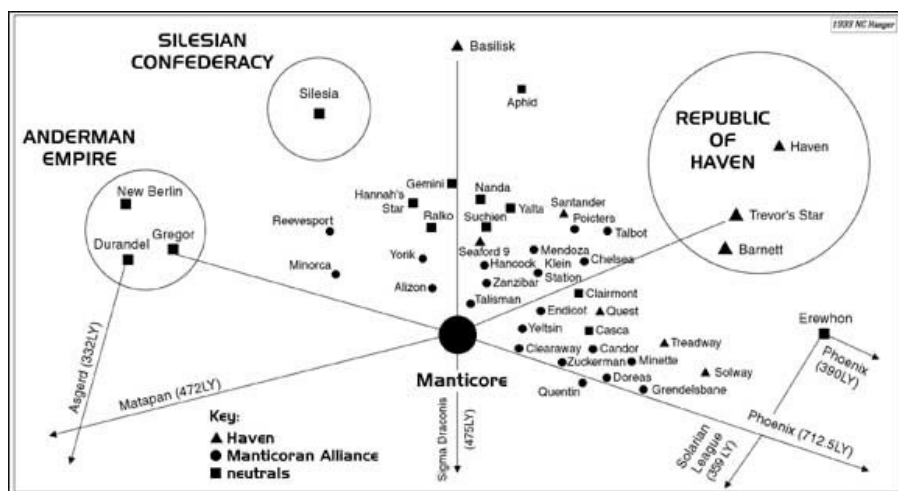 1998 NC Hanger
SILESIAN
CONFEDERACY
Basilisk
Silesia
Aphid
REPUBLIC
OF
HAVEN
Haven
ANDERMAN
EMPIRE
New Berlin
Gemini
Nanda
Hannah's
Star
Yalta
Santander
Trevor's Star
Reevesport
Ralko
Suchien
Poicters
Talbot
Durandel
Gregor
Seaford 9
Mendoza
Barnett
Yorik
Hancock
Klein
Station
Chelsea
Minorca
Zanzibar
Alizon
Clairmont
Talisman
Endicot
Quest
Erewhon
Yeltsin
Casca
Treadway
Clearaway
Candor
Phoenix
(390LY)
Zuckerman
Minette
Manticore
Solway
Doreas
Quentin
Grendelsbane
Asgerd (332LY)
Matapan (472LY)
Sigma Draconis
(475LY)
Phoenix (712.5LY)
Solarian
League
(359 LY)
Key:
Haven
Manticoran Alliance
neutrals